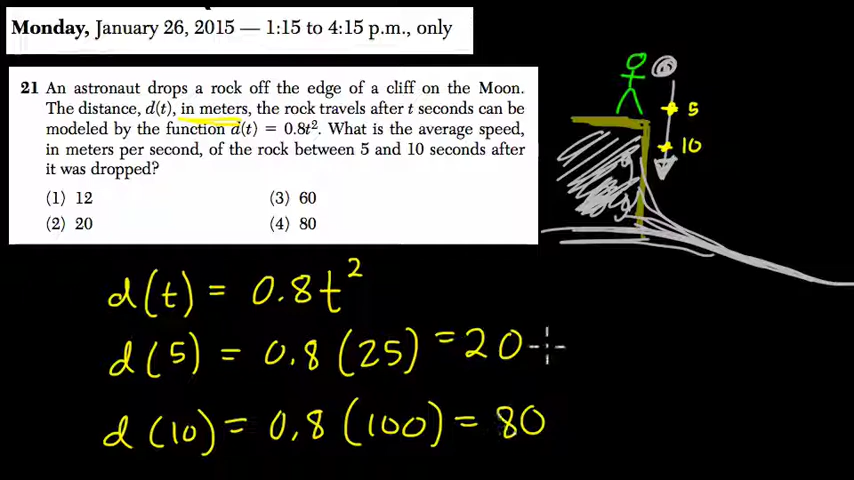 Monday, January 26, 2015 — 1:15 to 4:15 p.m., only
21 An astronaut drops a rock off the edge of a cliff on the Moon.
The distance, d(t), in meters, the rock travels after t seconds can be
modeled by the function d(t) = 0.8t². What is the average speed,
in meters per second, of the rock between 5 and 10 seconds after
it was dropped?
(1) 12 (3) 60
(2) 20 (4) 80
5
10
d(t) = 0.8t²
d(5) = 0.8(25) = 20
d(10) = 0.8(100) = 80